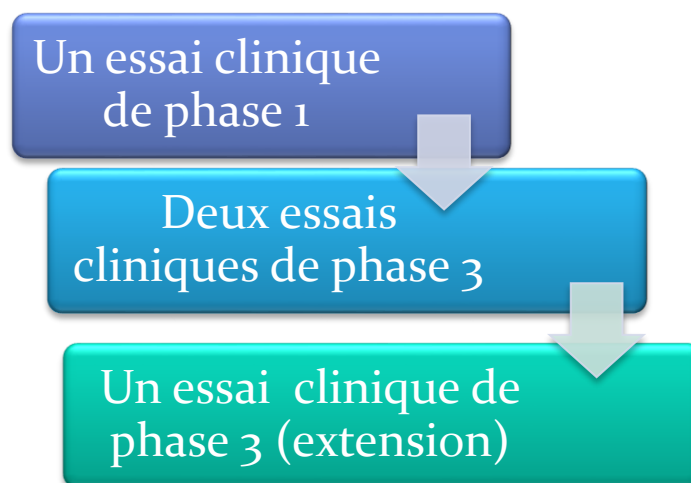 Un essai clinique
de phase 1
Deux essais
cliniques de phase 3
Un essai clinique de
phase 3 (extension)